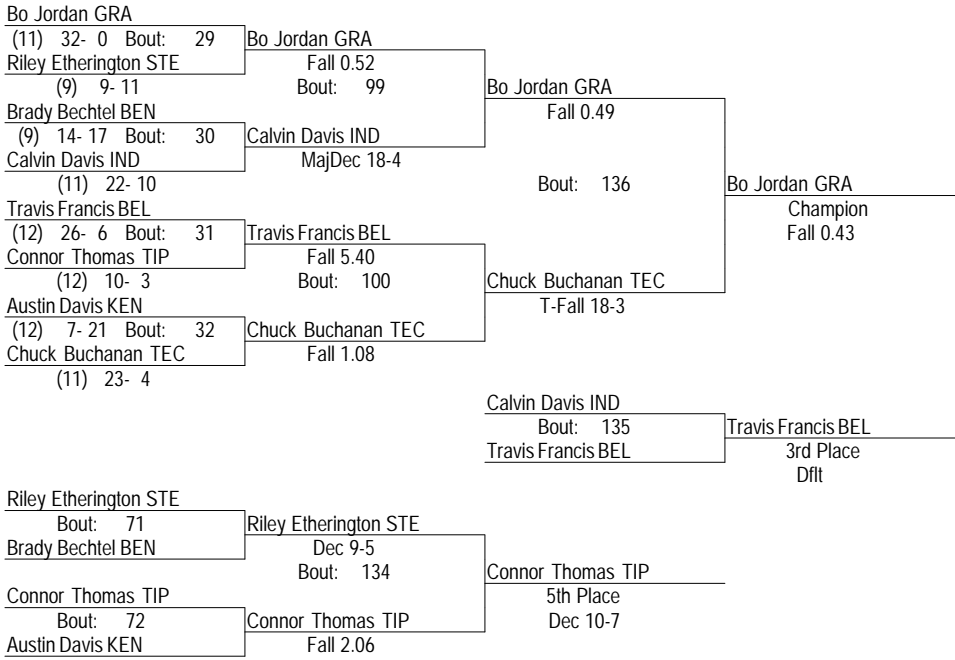 Bo Jordan GRA
(11) 32- 0 Bout: 29
Bo Jordan GRA
Riley Etherington STE
Fall 0.52
(9) 9- 11
Bout: 99
Bo Jordan GRA
Brady Bechtel BEN
Fall 0.49
(9) 14- 17 Bout: 30
Calvin Davis IND
Calvin Davis IND
MajDec 18-4
(11) 22- 10
Bout: 136
Bo Jordan GRA
Travis Francis BEL
Champion
(12) 26- 6 Bout: 31
Travis Francis BEL
Fall 0.43
Connor Thomas TIP
Fall 5.40
(12) 10- 3
Bout: 100
Chuck Buchanan TEC
Austin Davis KEN
T-Fall 18-3
(12) 7- 21 Bout: 32
Chuck Buchanan TEC
Chuck Buchanan TEC
Fall 1.08
(11) 23- 4
Calvin Davis IND
Bout: 135
Travis Francis BEL
Travis Francis BEL
3rd Place
Dflt
Riley Etherington STE
Bout: 71
Riley Etherington STE
Brady Bechtel BEN
Dec 9-5
Bout: 134
Connor Thomas TIP
Connor Thomas TIP
5th Place
Bout: 72
Connor Thomas TIP
Dec 10-7
Austin Davis KEN
Fall 2.06